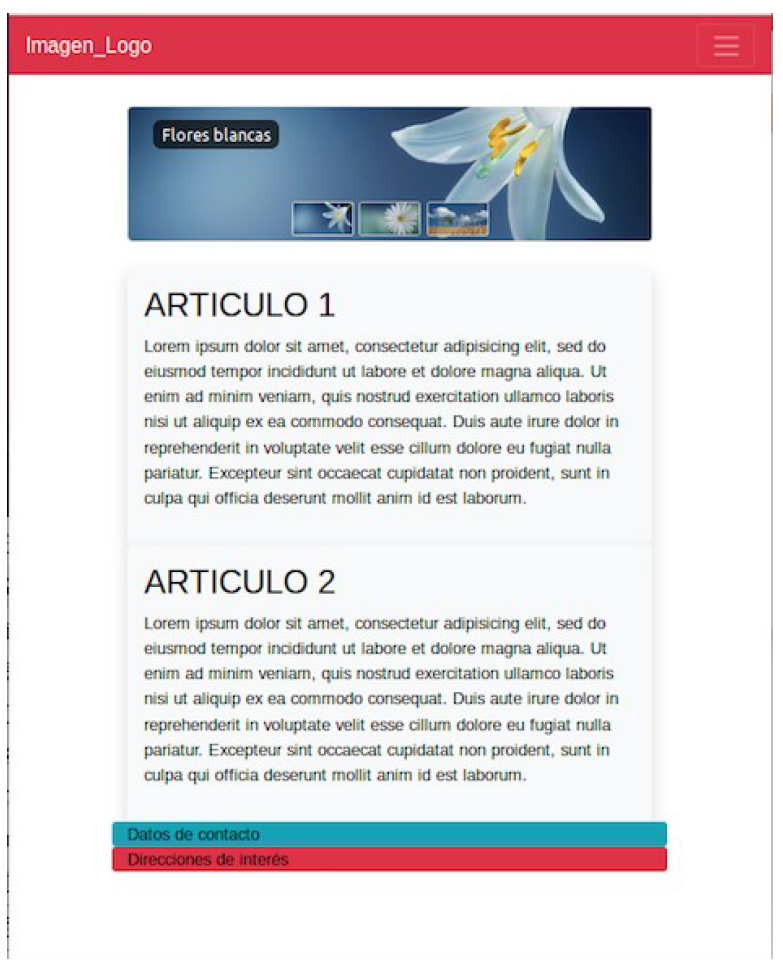 Imagen_Logo
Flores blancas
ARTICULO 1
Lorem ipsum dolor sit amet, consectetur adipisicing elit, sed do
eiusmod tempor incididunt ut labore et dolore magna aliqua. Ut
enim ad minim veniam, quis nostrud exercitation ullamco laboris
nisi ut aliquip ex ea commodo consequat. Duis aute irure dolor in
reprehenderit in voluptate velit esse cillum dolore eu fugiat nulla
pariatur. Excepteur sint occaecat cupidatat non proident, sunt in
culpa qui officia deserunt mollit anim id est laborum.
ARTICULO 2
Lorem ipsum dolor sit amet, consectetur adipisicing elit, sed do
eiusmod tempor incididunt ut labore et dolore magna aliqua. Ut
enim ad minim veniam, quis nostrud exercitation ullamco laboris
nisi ut aliquip ex ea commodo consequat. Duis aute irure dolor in
reprehenderit in voluptate velit esse cillum dolore eu fugiat nulla
pariatur. Excepteur sint occaecat cupidatat non proident, sunt in
culpa qui officia deserunt mollit anim id est laborum.
Datos de contacto
Direcciones de interés